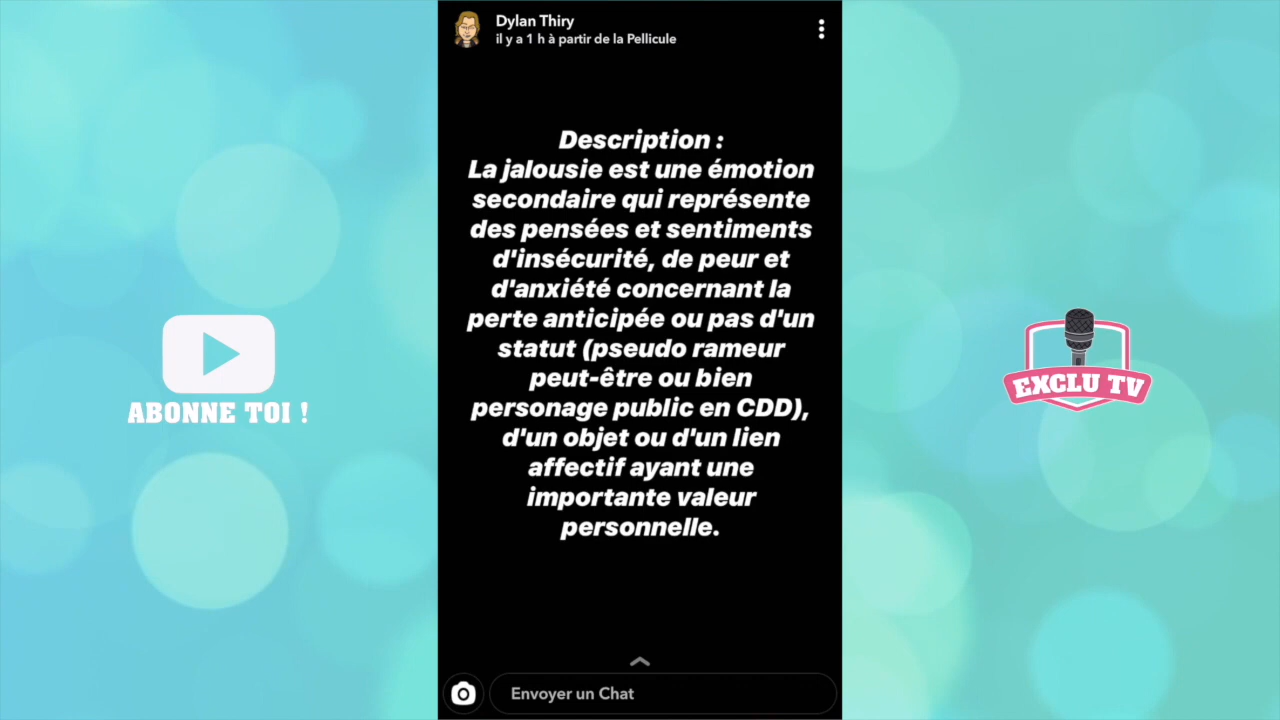 Dylan Thiry
il y a 1 h à partir de la Pellicule
Description :
La jalousie est une émotion
secondaire qui représente
des pensées et sentiments
d'insécurité, de peur et
d'anxiété concernant la
perte anticipée ou pas d'un
statut (pseudo rameur
peut-être ou bien
personage public en CDD),
d'un objet ou d'un lien
affectif ayant une
importante valeur
personnelle.
ABONNE TOI !
EXCLU TV
Envoyer un Chat